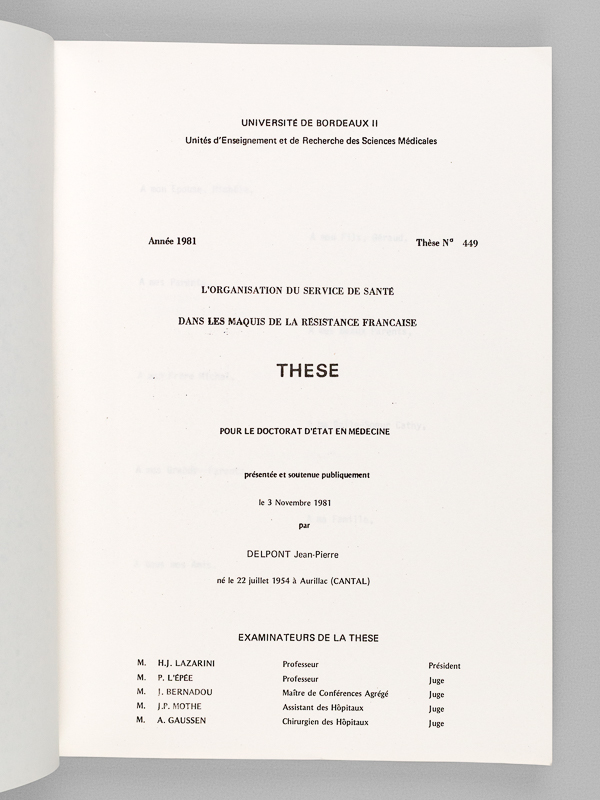 UNIVERSITÉ DE BORDEAUX II
Unités d'Enseignement et de Recherche des Sciences Médicales
Année 1981 Thèse N° 449
L'ORGANISATION DU SERVICE DE SANTÉ
DANS LES MAQUIS DE LA RÉSISTANCE FRANCAISE
THESE
POUR LE DOCTORAT D'ÉTAT EN MÉDECINE
présentée et soutenue publiquement
le 3 Novembre 1981
par
DELPONT Jean-Pierre
né le 22 juillet 1954 à Aurillac (CANTAL)
EXAMINATEURS DE LA THESE
M. H.J. LAZARINI Professeur Président
M. P. L'ÉPÉE Professeur Juge
M. J. BERNADOU Maître de Conférences Agrégé Juge
M. J.P. MOTHE Assistant des Hôpitaux Juge
M. A. GAUSSEN Chirurgien des Hôpitaux Juge